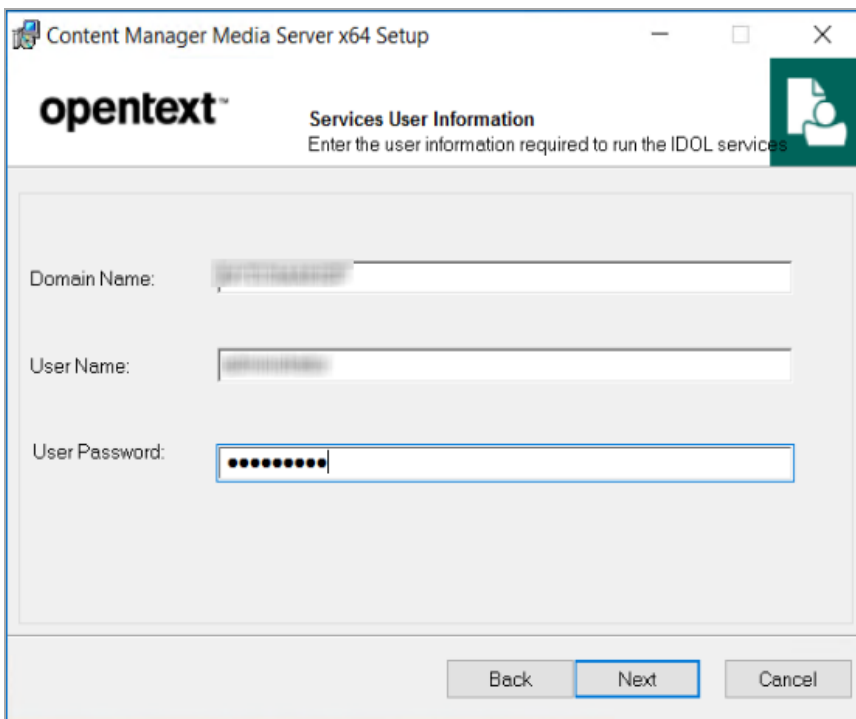 Content Manager Media Server x64 Setup
opentext™
Services User Information
Enter the user information required to run the IDOL services
Domain Name:
User Name:
User Password:
•••••••••
Back Next Cancel